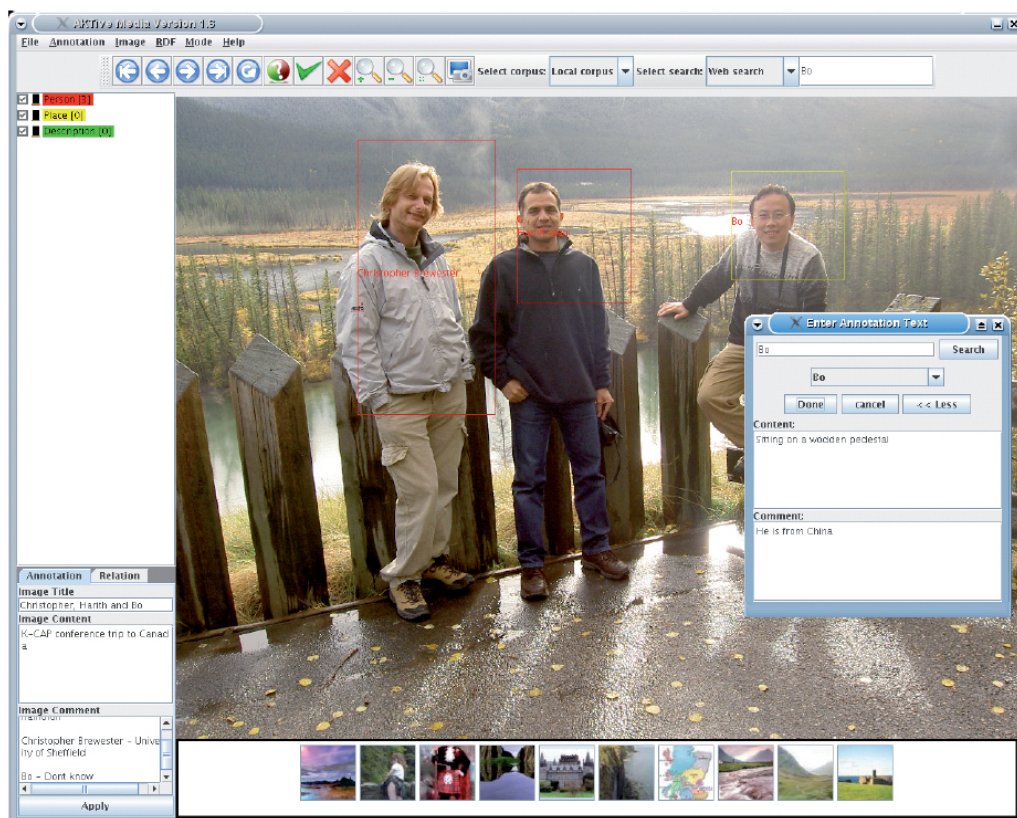 AKTive Media Version 1.6
File Annotation Image RDF Mode Help
Select corpus: Local corpus Select search: Web search Bo
Person [3]
Place [0]
Description [0]
Christopher Brewester
Bo
Enter Annotation Text
Bo Search
Bo
Done cancel << Less
Content:
Sitting on a wodden pedestal
Comment:
He is from China
Annotation Relation
Image Title
Christopher, Harith and Bo
Image Content
K-CAP conference trip to Canad
a
Image Comment
Christopher Brewester - Unive
ity of Sheffield
Bo - Dont know
Apply